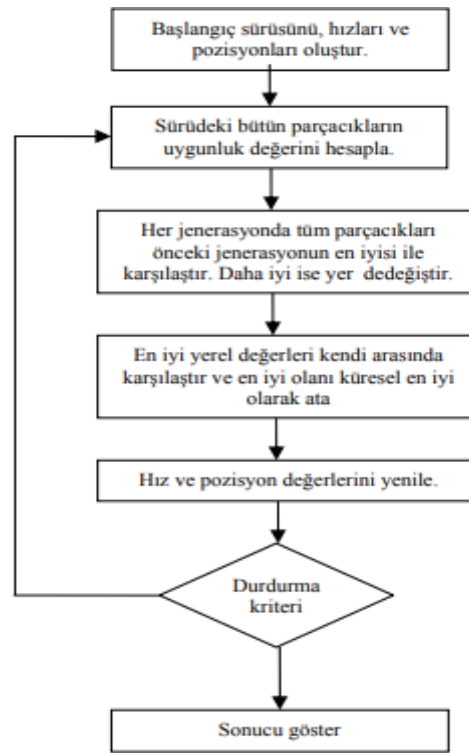 Başlangıç sürüsünü, hızları ve
pozisyonları oluştur.
Sürüdeki bütün parçacıkların
uygunluk değerini hesapla.
Her jenerasyonda tüm parçacıkları
önceki jenerasyonun en iyisi ile
karşılaştır. Daha iyi ise yer dedeğiştir.
En iyi yerel değerleri kendi arasında
karşılaştır ve en iyi olanı küresel en iyi
olarak ata
Hız ve pozisyon değerlerini yenile.
Durdurma
kriteri
Sonucu göster